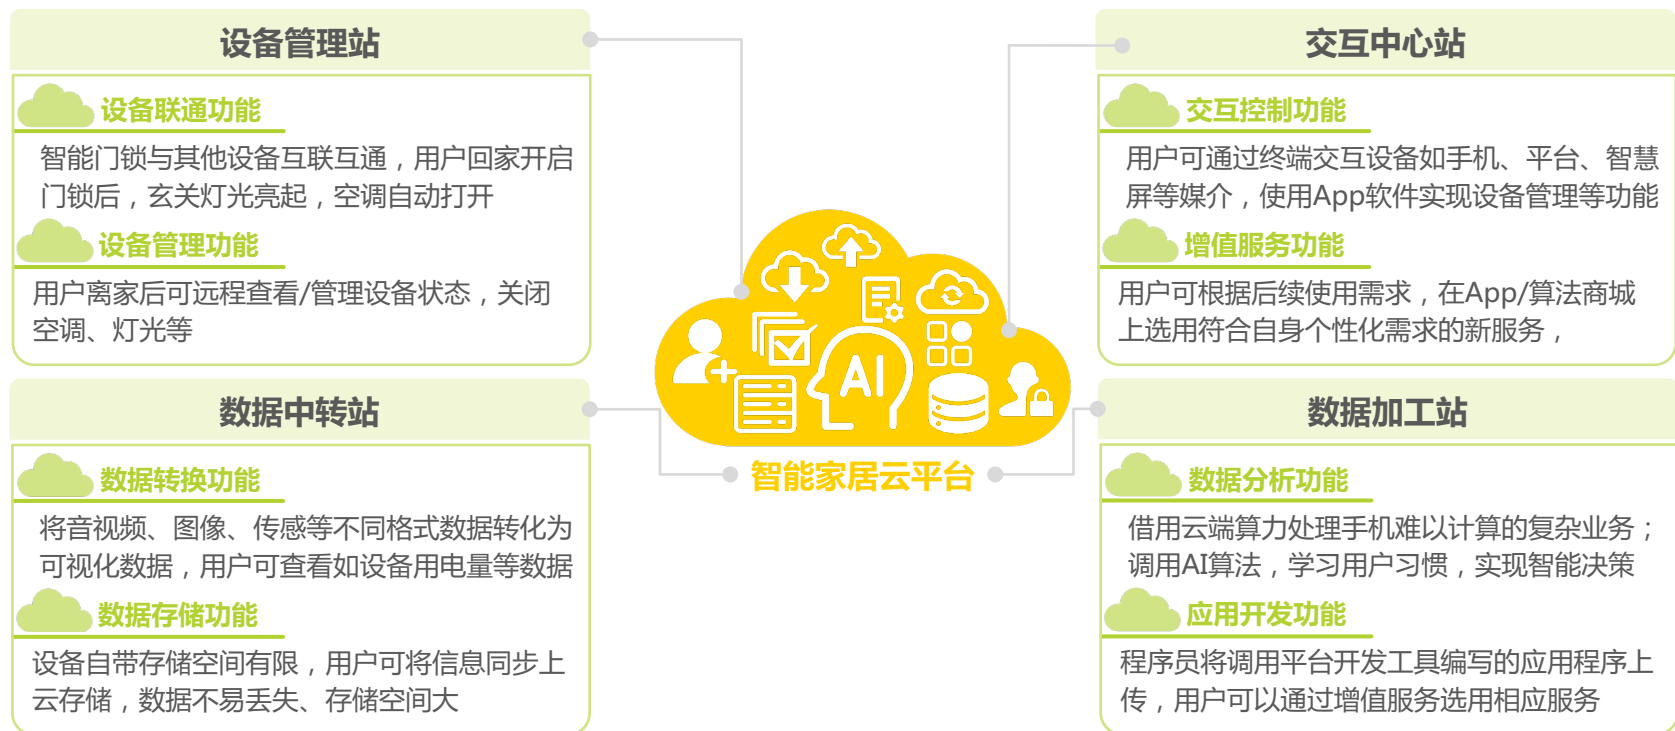 设备管理站
设备联通功能
智能门锁与其他设备互联互通，用户回家开启
门锁后，玄关灯光亮起，空调自动打开
设备管理功能
用户离家后可远程查看/管理设备状态，关闭
空调、灯光等
交互中心站
交互控制功能
用户可通过终端交互设备如手机、平台、智慧
屏等媒介，使用App软件实现设备管理等功能
增值服务功能
用户可根据后续使用需求，在App/算法商城
上选用符合自身个性化需求的新服务，
AI
智能家居云平台
数据中转站
数据转换功能
将音视频、图像、传感等不同格式数据转化为
可视化数据，用户可查看如设备用电量等数据
数据存储功能
设备自带存储空间有限，用户可将信息同步上
云存储，数据不易丢失、存储空间大
数据加工站
数据分析功能
借用云端算力处理手机难以计算的复杂业务；
调用AI算法，学习用户习惯，实现智能决策
应用开发功能
程序员将调用平台开发工具编写的应用程序上
传，用户可以通过增值服务选用相应服务